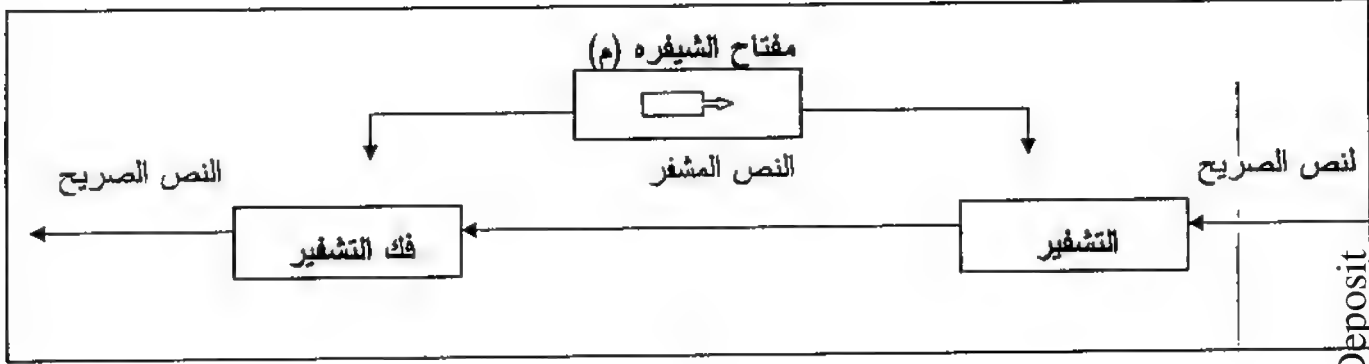 مفتاح الشيفره (م)
لنص الصريح
النص المشفر
النص الصريح
التشفير
فك التشفير
Deposit